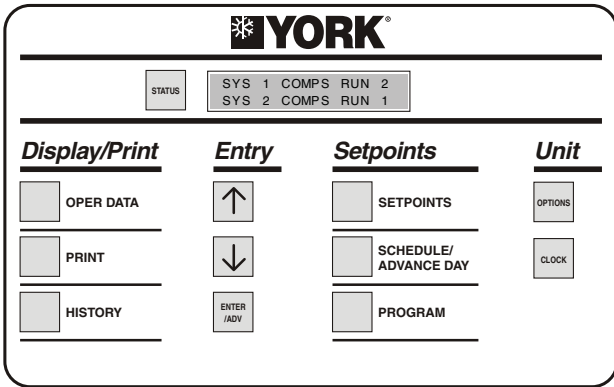 YORK®
STATUS
SYS 1 COMPS RUN 2
SYS 2 COMPS RUN 1
Display/Print
OPER DATA
PRINT
HISTORY
Entry
ENTER
/ADV
Setpoints
SETPOINTS
SCHEDULE/
ADVANCE DAY
PROGRAM
Unit
OPTIONS
CLOCK